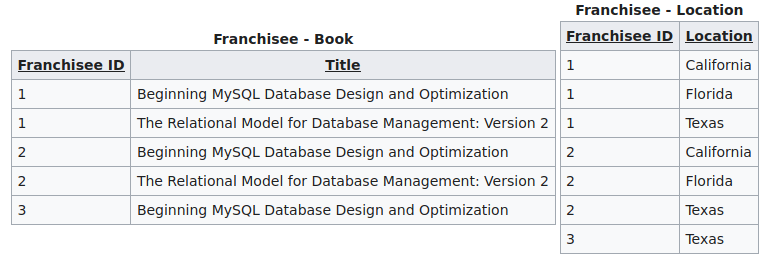 Franchisee - Book
Franchisee ID Title
1 Beginning MySQL Database Design and Optimization
1 The Relational Model for Database Management: Version 2
2 Beginning MySQL Database Design and Optimization
2 The Relational Model for Database Management: Version 2
3 Beginning MySQL Database Design and Optimization
Franchisee - Location
Franchisee ID Location
1 California
1 Florida
1 Texas
2 California
2 Florida
2 Texas
3 Texas